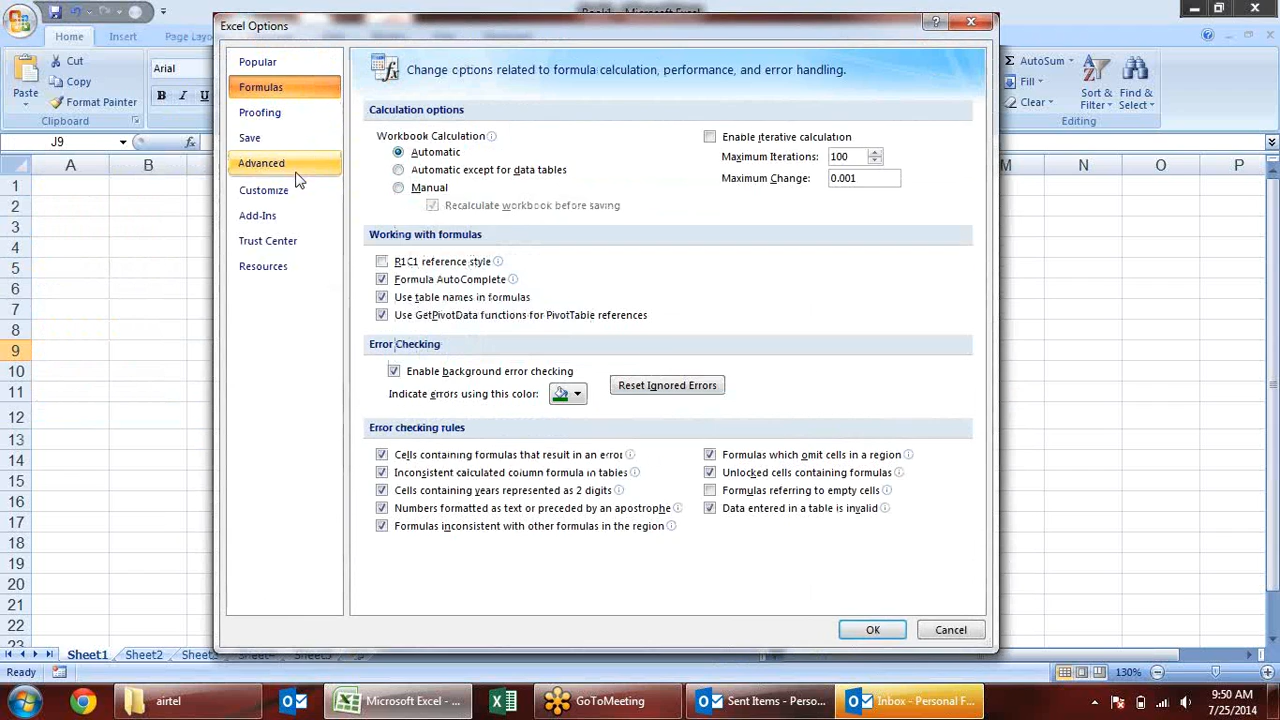 Excel Options
Home
Insert
Page Lay
Cut
Copy
Format Painter
Paste
Clipboard
Arial
B I U
AutoSum
Fill
Clear
Sort &
Filter
Find &
Select
Editing
J9
fx
A B M N O P
1
2
3
4
5
6
7
8
9
10
11
12
13
14
15
16
17
18
19
20
21
22
23
Popular
Formulas
Proofing
Save
Advanced
Customize
Add-Ins
Trust Center
Resources
Change options related to formula calculation, performance, and error handling.
Calculation options
Workbook Calculation
Automatic
Automatic except for data tables
Manual
Recalculate workbook before saving
Enable iterative calculation
Maximum Iterations: 100
Maximum Change: 0.001
Working with formulas
R1C1 reference style
Formula AutoComplete
Use table names in formulas
Use GetPivotData functions for PivotTable references
Error Checking
Enable background error checking
Indicate errors using this color:
Reset Ignored Errors
Error checking rules
Cells containing formulas that result in an error
Inconsistent calculated column formula in tables
Cells containing years represented as 2 digits
Numbers formatted as text or preceded by an apostrophe
Formulas inconsistent with other formulas in the region
Formulas which omit cells in a region
Unlocked cells containing formulas
Formulas referring to empty cells
Data entered in a table is invalid
OK
Cancel
Sheet1 Sheet2
Ready
130%
airtel
Microsoft Excel - ...
GoToMeeting
Sent Items - Perso...
Inbox - Personal F...
9:50 AM
7/25/2014